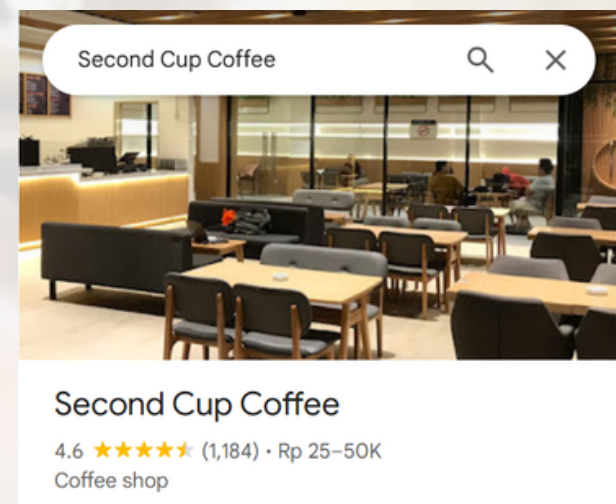 Second Cup Coffee
Second Cup Coffee
4.6 ★★★★★ (1,184) · Rp 25–50K
Coffee shop